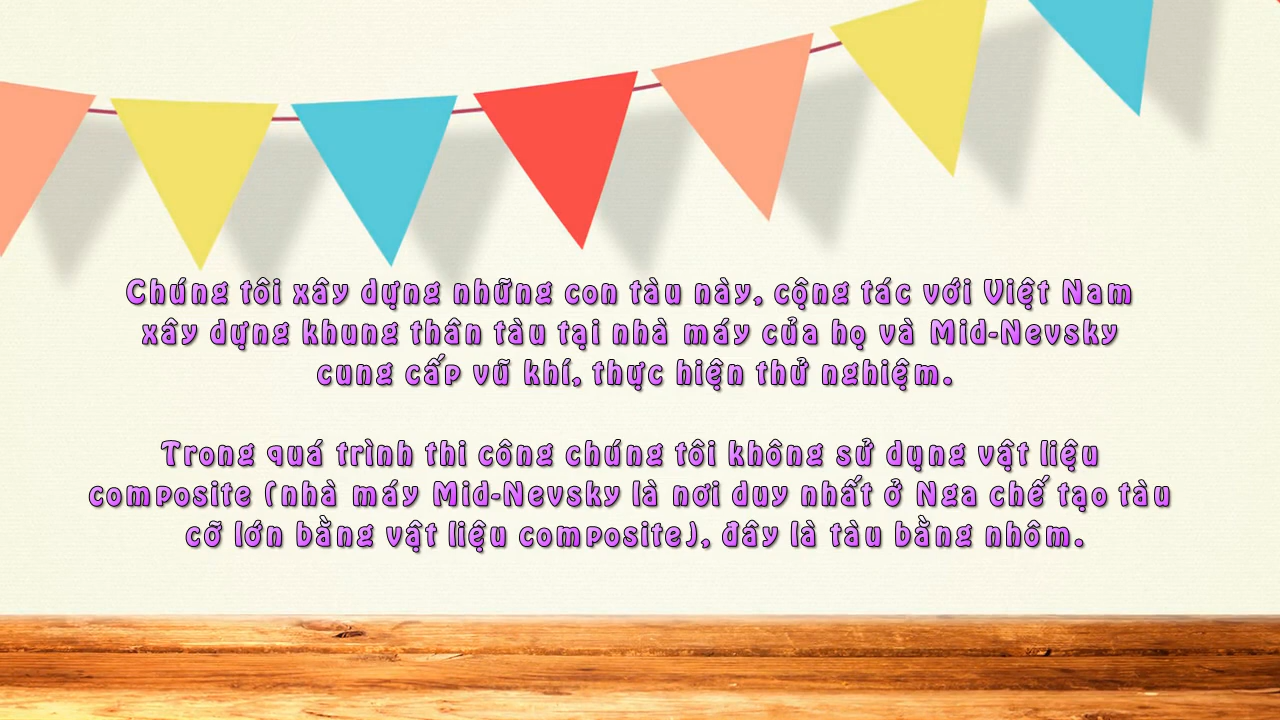 Chúng tôi xây dựng những con tàu này, cộng tác với Việt Nam
xây dựng khung thân tàu tại nhà máy của họ và Mid-Nevsky
cung cấp vũ khí, thực hiện thử nghiệm.
Trong quá trình thi công chúng tôi không sử dụng vật liệu
composite (nhà máy Mid-Nevsky là nơi duy nhất ở Nga chế tạo tàu
cỡ lớn bằng vật liệu composite), đây là tàu bằng nhôm.